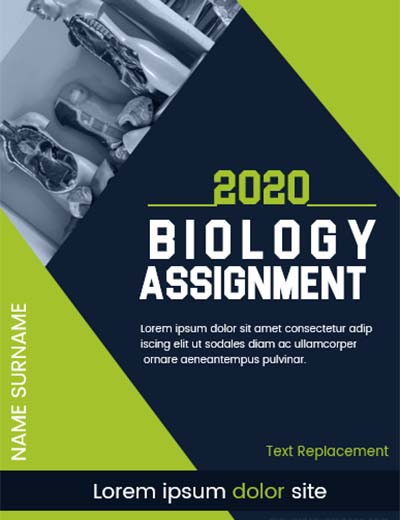 2020
BIOLOGY
ASSIGNMENT
Lorem ipsum dolor sit amet consectetur adip
iscing elit ut sodales diam ac ullamcorper
ornare aeneantempus pulvinar.
NAME SURNAME
Text Replacement
Lorem ipsum dolor site